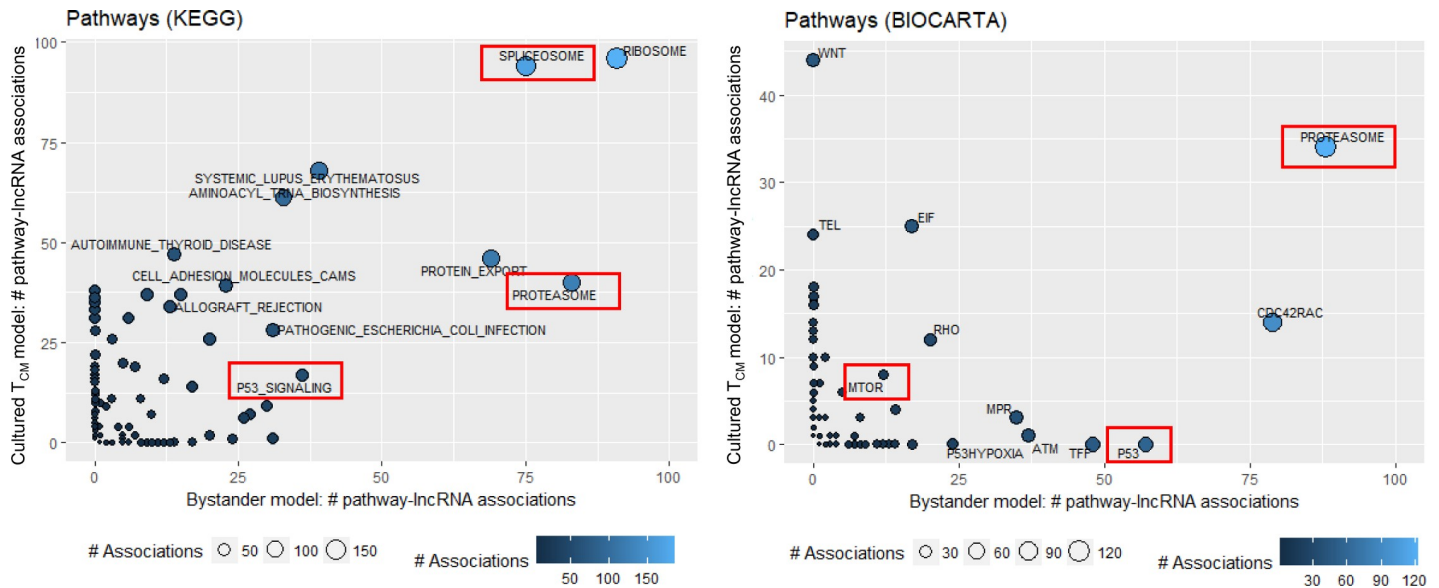 Pathways (KEGG)
Cultured TCM model: # pathway-lncRNA associations
100
75
50
25
0
SPLICEOSOME
RIBOSOME
SYSTEMIC_LUPUS_ERYTHEMATOSUS
AMINOACYL_TRNA_BIOSYNTHESIS
AUTOIMMUNE_THYROID_DISEASE
PROTEIN_EXPORT
CELL_ADHESION_MOLECULES_CAMS
PROTEASOME
ALLOGRAFT_REJECTION
PATHOGENIC_ESCHERICHIA_COLI_INFECTION
P53_SIGNALING
0 25 50 75 100
Bystander model: # pathway-lncRNA associations
# Associations 50 100 150
# Associations
50 100 150
Pathways (BIOCARTA)
Cultured TCM model: # pathway-lncRNA associations
40
30
20
10
0
WNT
PROTEASOME
TEL
EIF
CDC42RAC
RHO
MTOR
MPR
P53HYPOXIA
ATM
TFF
P53
0 25 50 75 100
Bystander model: # pathway-lncRNA associations
# Associations 30 60 90 120
# Associations
30 60 90 120